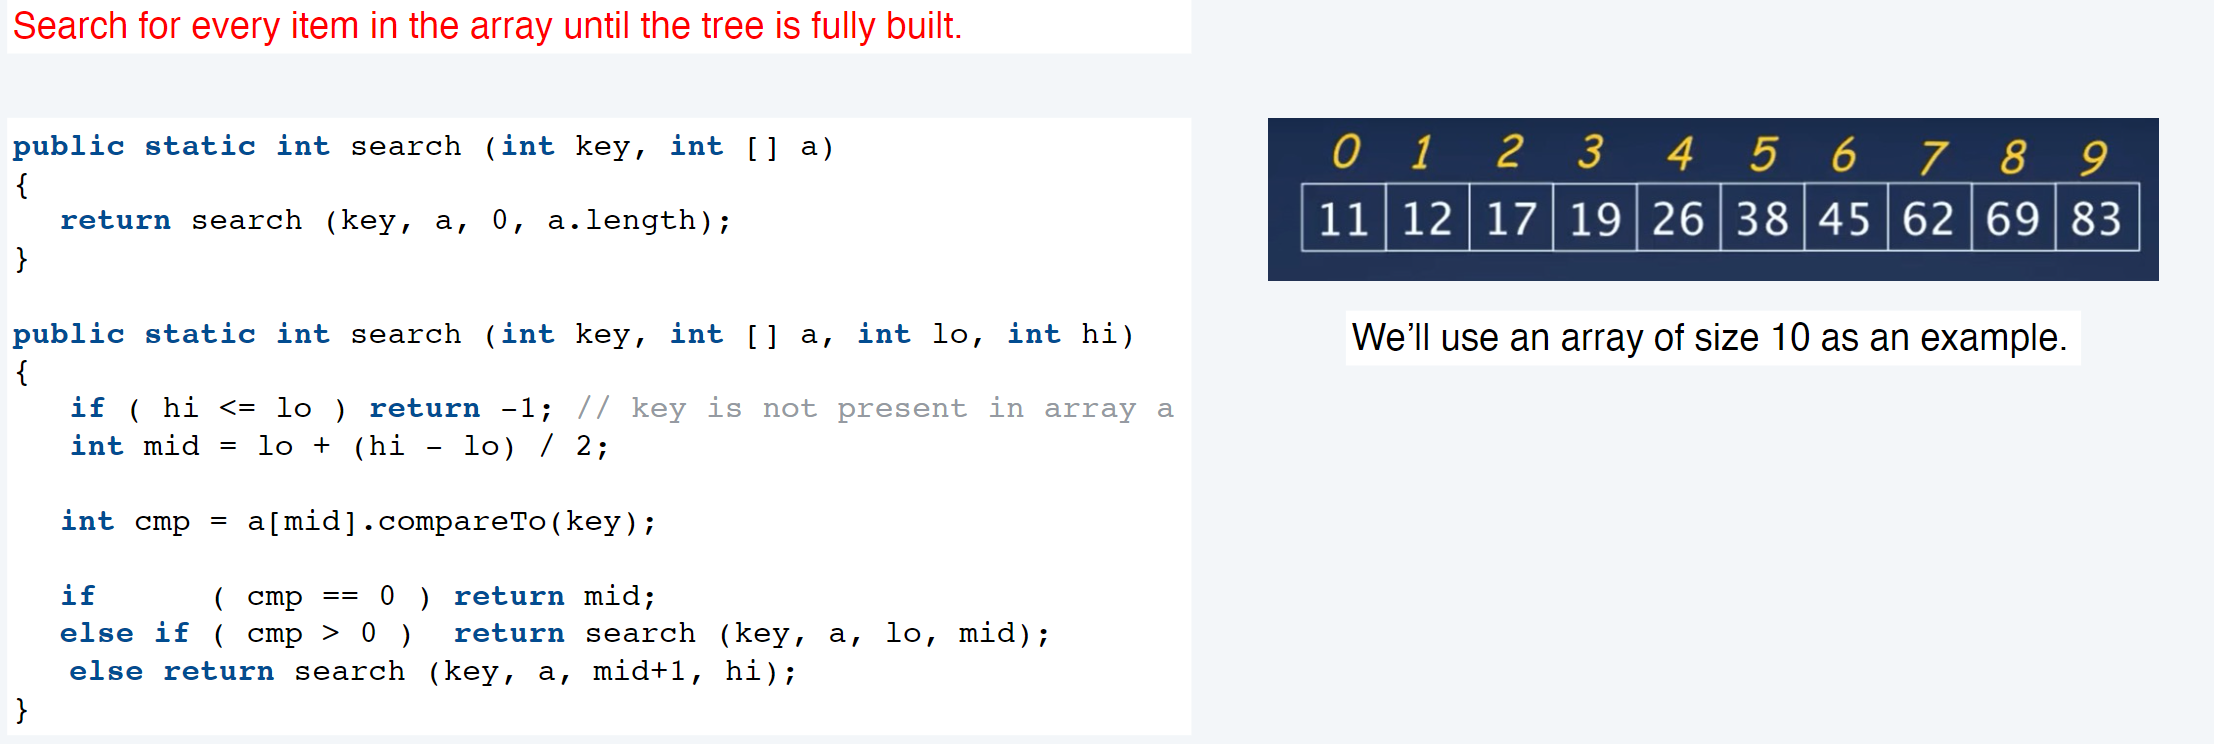 Search for every item in the array until the tree is fully built.
public static int search (int key, int [] a)
{
return search (key, a, 0, a.length);
}
public static int search (int key, int [] a, int lo, int hi)
{
if ( hi <= lo ) return -1; // key is not present in array a
int mid = lo + (hi - lo) / 2;
int cmp = a[mid].compareTo(key);
if ( cmp == 0 ) return mid;
else if ( cmp > 0 ) return search (key, a, lo, mid);
else return search (key, a, mid+1, hi);
}
0 1 2 3 4 5 6 7 8 9
11 12 17 19 26 38 45 62 69 83
We’ll use an array of size 10 as an example.